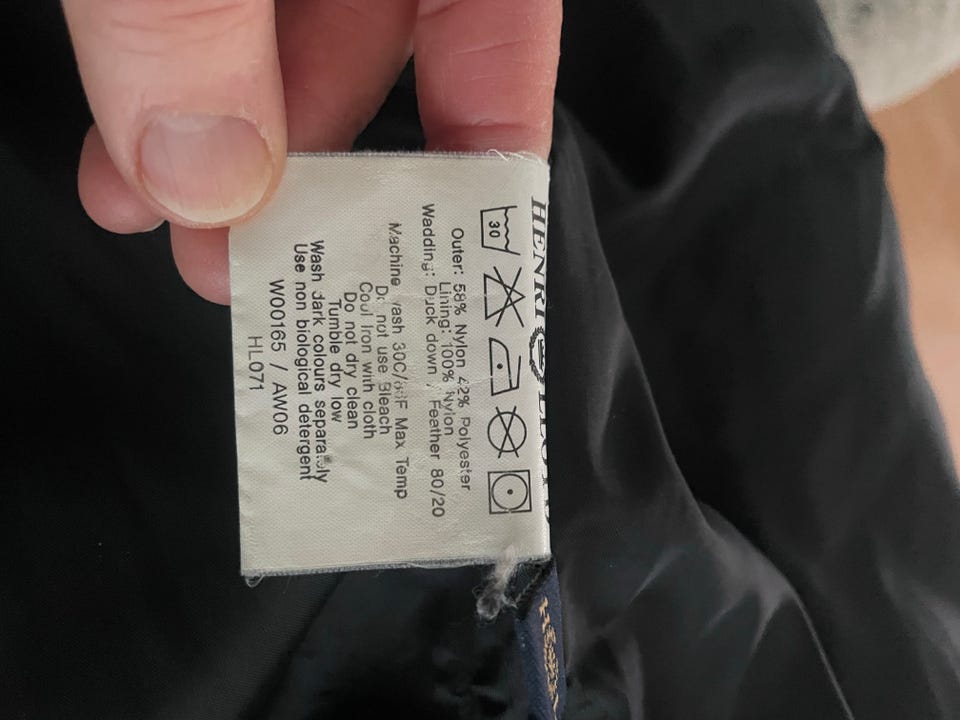 HENRI LLOYD
30
Outer: 58% Nylon 42% Polyester
Lining: 100% Nylon
Wadding: Duck down / Feather 80/20
Machine wash 30C/ F Max Temp
Do not use Bleach
Cool Iron with cloth
Do not dry clean
Tumble dry low
Wash dark colours separately
Use non biological detergent
W00165 / AW06
HL071